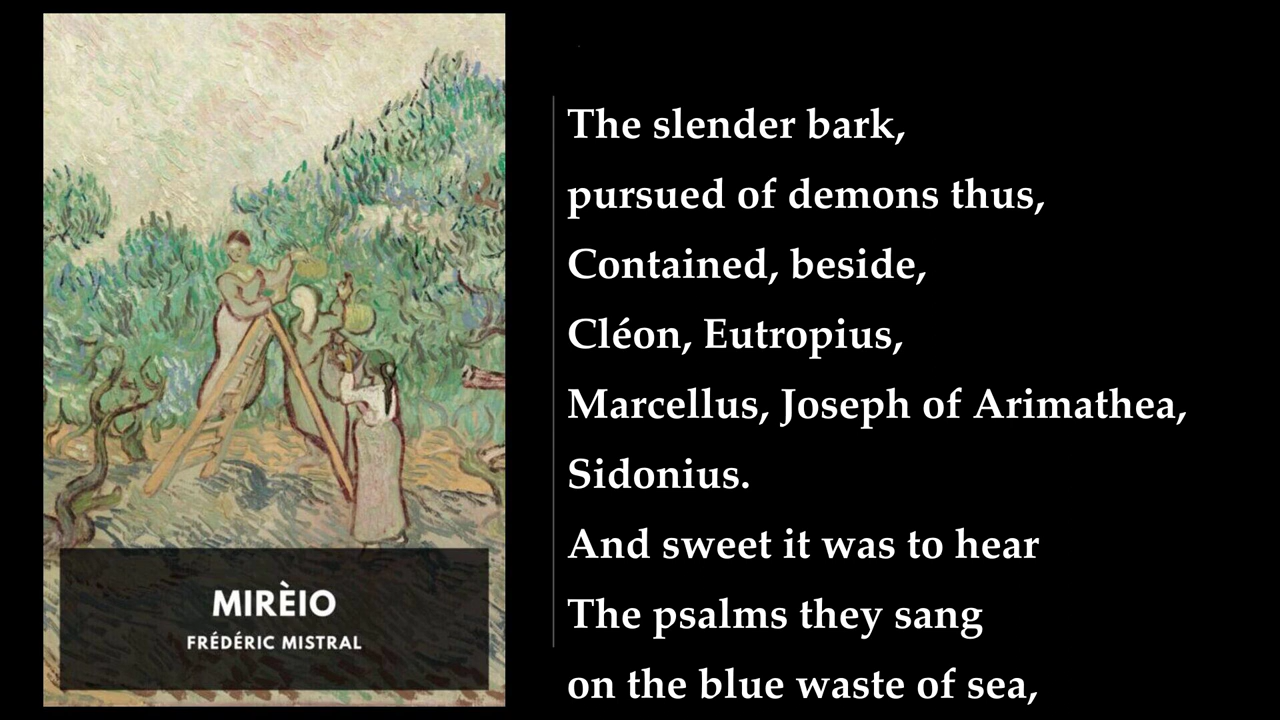 MIRÈIO
FRÉDÉRIC MISTRAL
The slender bark,
pursued of demons thus,
Contained, beside,
Cléon, Eutropius,
Marcellus, Joseph of Arimathea,
Sidonius.
And sweet it was to hear
The psalms they sang
on the blue waste of sea,